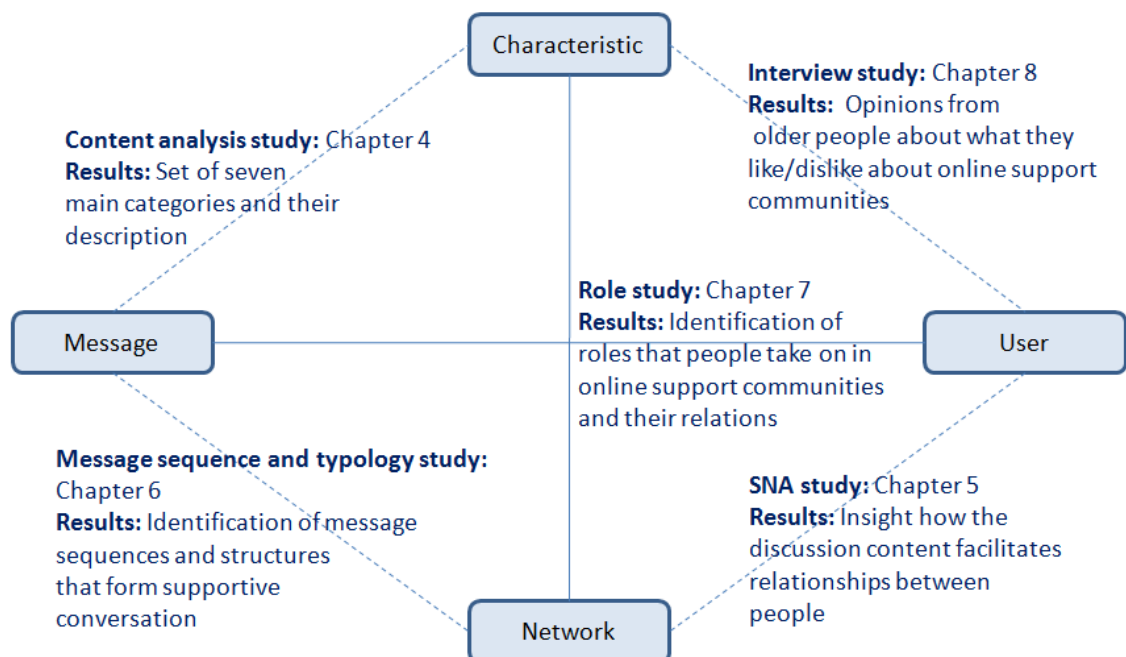 Characteristic
Interview study: Chapter 8
Results: Opinions from
older people about what they
like/dislike about online support
communities
Content analysis study: Chapter 4
Results: Set of seven
main categories and their
description
Role study: Chapter 7
Results: Identification of
roles that people take on in
online support communities
and their relations
Message
User
Message sequence and typology study:
Chapter 6
Results: Identification of message
sequences and structures
that form supportive
conversation
SNA study: Chapter 5
Results: Insight how the
discussion content facilitates
relationships between
people
Network